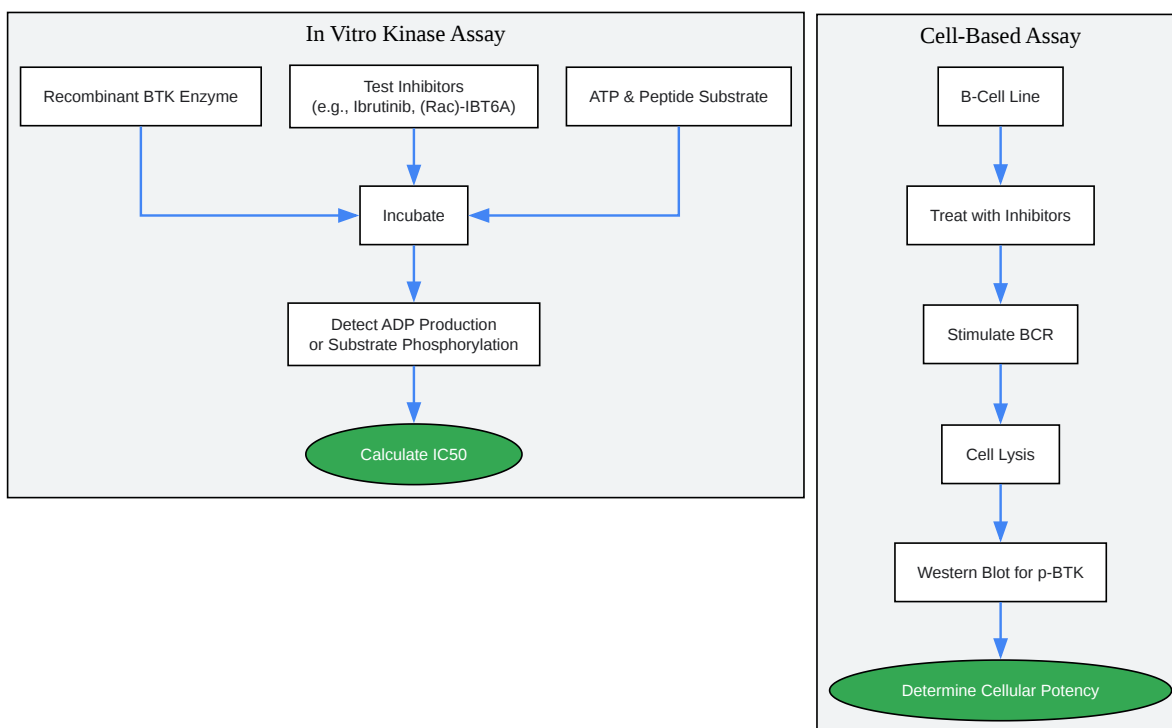 In Vitro Kinase Assay
Recombinant BTK Enzyme
Test Inhibitors
(e.g., Ibrutinib, (Rac)-IBT6A)
ATP & Peptide Substrate
Incubate
Detect ADP Production
or Substrate Phosphorylation
Calculate IC50
Cell-Based Assay
B-Cell Line
Treat with Inhibitors
Stimulate BCR
Cell Lysis
Western Blot for p-BTK
Determine Cellular Potency